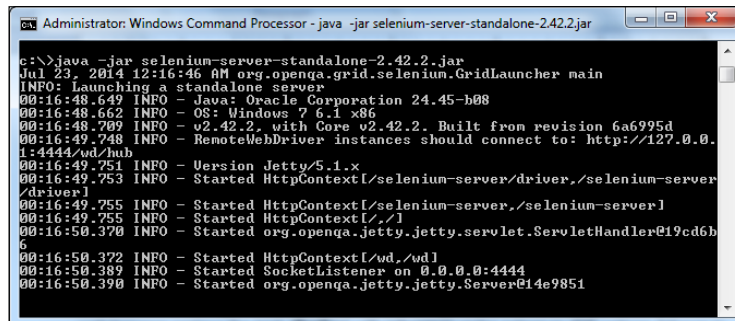 Administrator: Windows Command Processor - java -jar selenium-server-standalone-2.42.2.jar
c:\>java -jar selenium-server-standalone-2.42.2.jar
Jul 23, 2014 12:16:46 AM org.openqa.grid.selenium.GridLauncher main
INFO: Launching a standalone server
00:16:48.649 INFO - Java: Oracle Corporation 24.45-b08
00:16:48.662 INFO - OS: Windows 7 6.1 x86
00:16:48.709 INFO - v2.42.2, with Core v2.42.2. Built from revision 6a6995d
00:16:49.748 INFO - RemoteWebDriver instances should connect to: http://127.0.0.
1:4444/wd/hub
00:16:49.751 INFO - Version Jetty/5.1.x
00:16:49.753 INFO - Started HttpContext[/selenium-server/driver,/selenium-server
/driver]
00:16:49.755 INFO - Started HttpContext[/selenium-server,/selenium-server]
00:16:49.755 INFO - Started HttpContext[/,/]
00:16:50.370 INFO - Started org.openqa.jetty.jetty.servlet.ServletHandler@19cd6b
6
00:16:50.372 INFO - Started HttpContext[/wd,/wd]
00:16:50.389 INFO - Started SocketListener on 0.0.0.0:4444
00:16:50.390 INFO - Started org.openqa.jetty.jetty.Server@14e9851